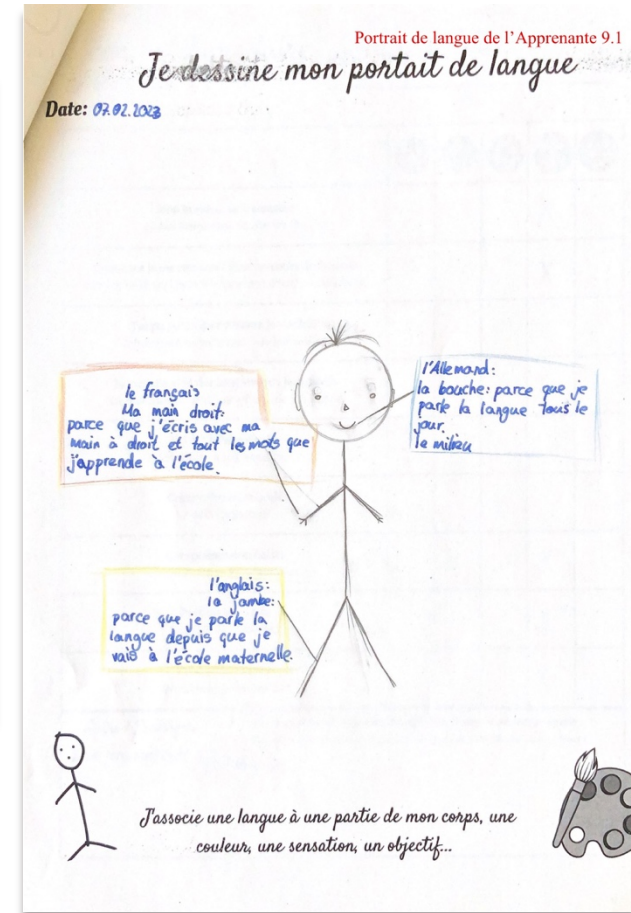 Portrait de langue de l'Apprenante 9.1
Je dessine mon portait de langue
Date: 07.02.2023
le français
Ma main droit:
parce que j'écris avec ma
main à droit et tout les mots que
j'apprende à l'école.
l'Allemand:
la bouche: parce que je
parle la langue tous le
jour.
le milieu
l'anglais:
la jambe:
parce que je parle la
langue depuis que je
vais à l'école maternelle.
J'associe une langue à une partie de mon corps, une
couleur, une sensation, un objectif...